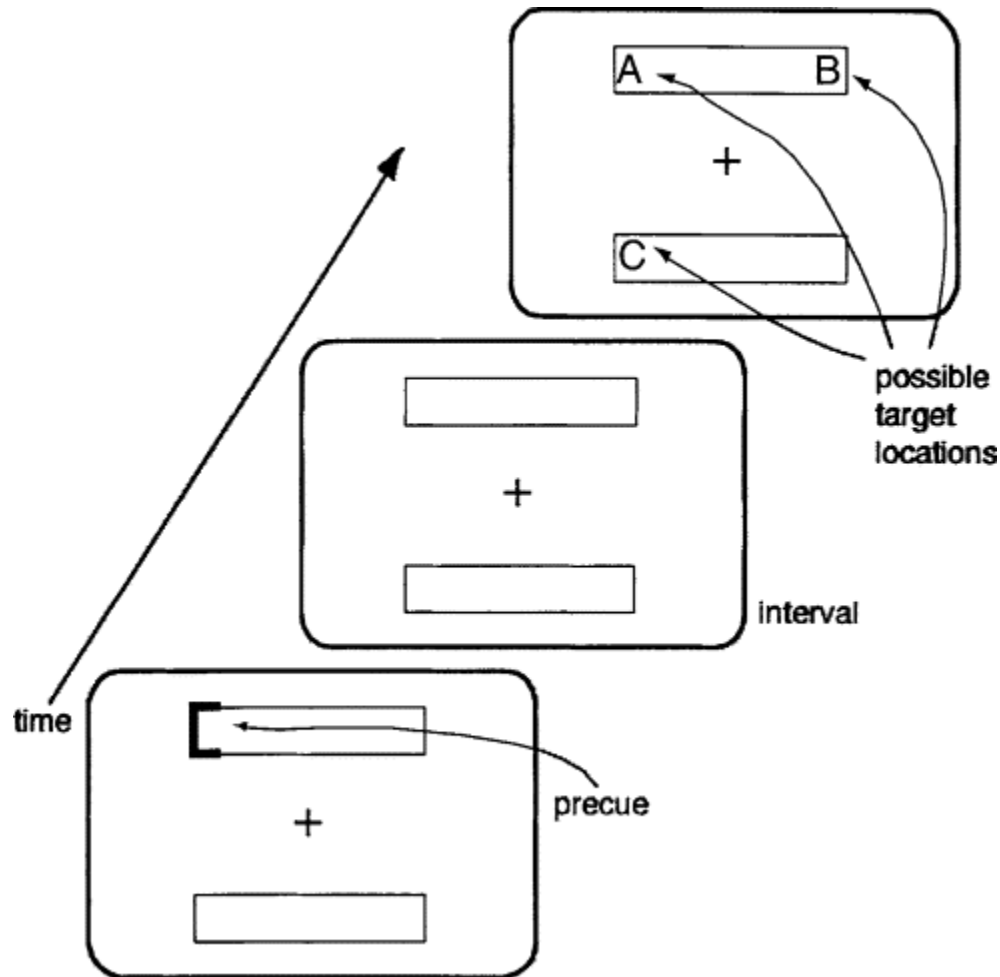 A B
+
C
possible
target
locations
+
interval
time
precue
+